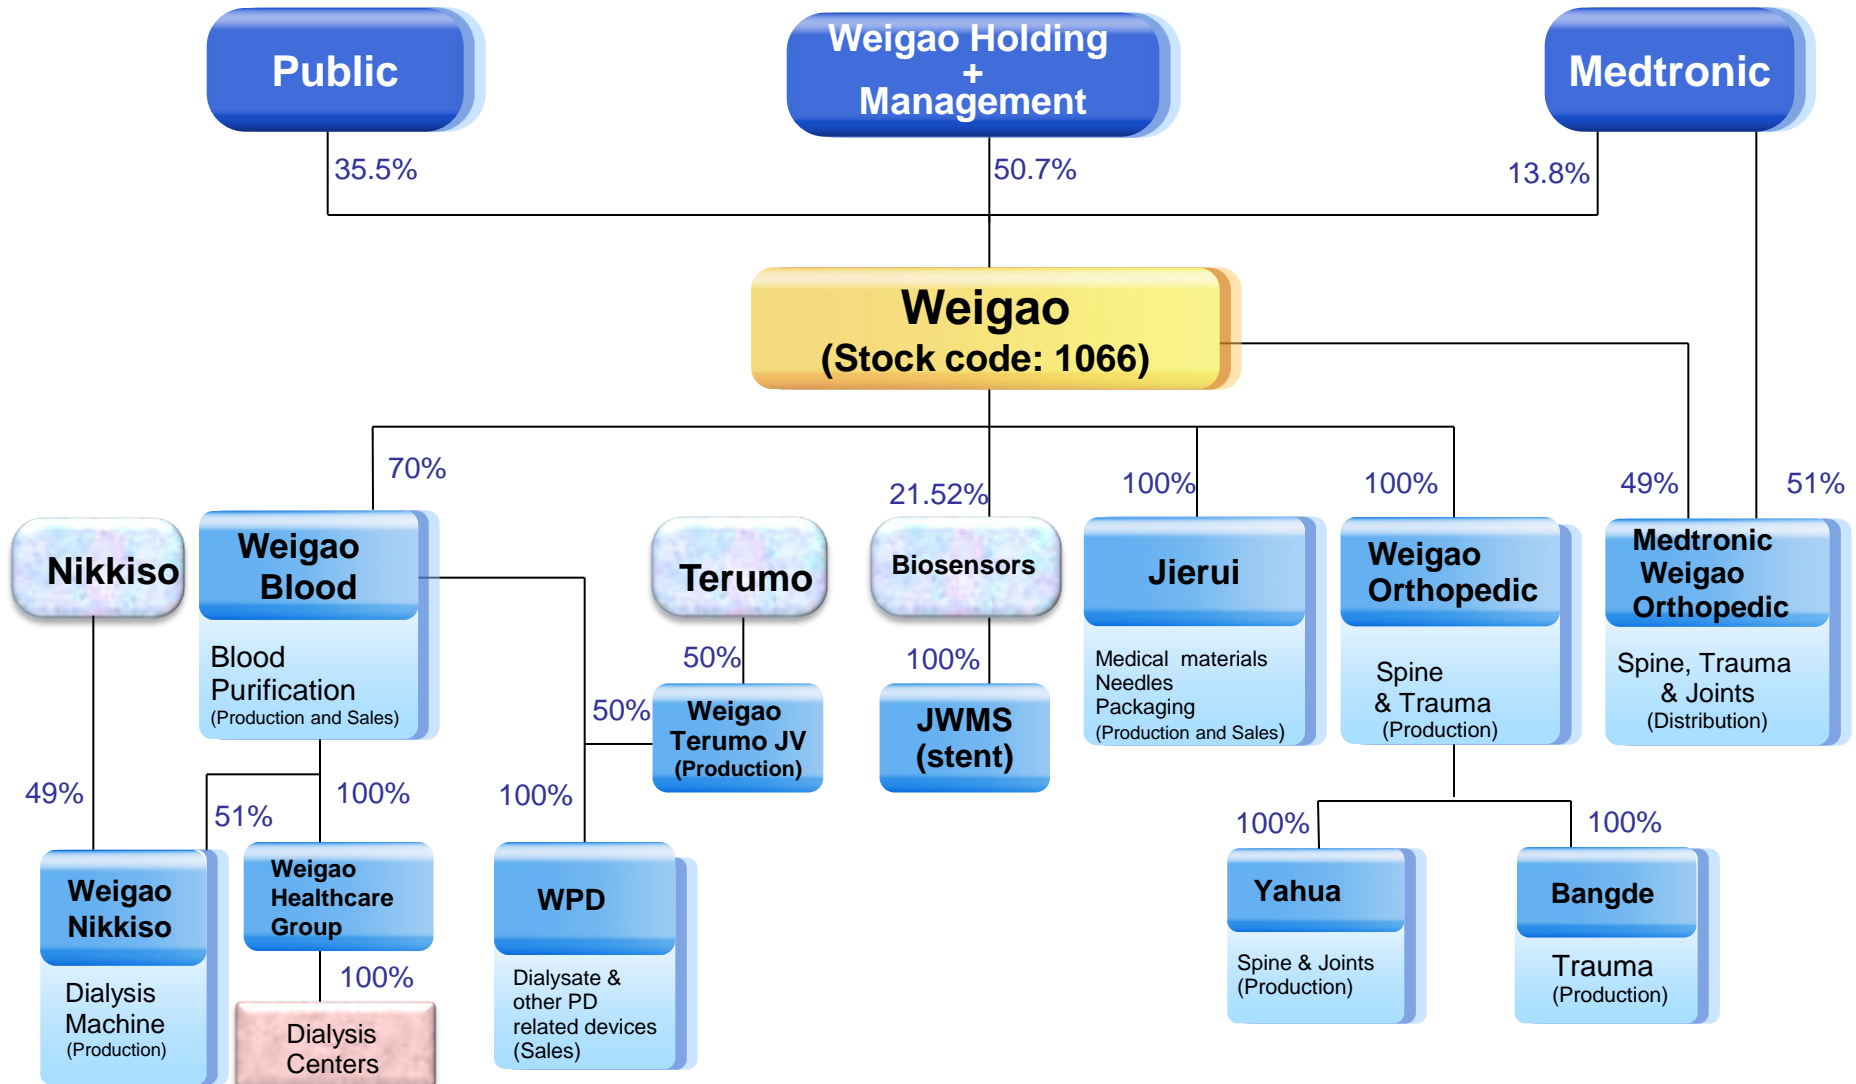 Public
Weigao Holding
+
Management
Medtronic
35.5%
50.7%
13.8%
Weigao
(Stock code: 1066)
70%
21.52%
100%
100%
49%
51%
Nikkiso
Weigao
Blood
Blood
Purification
(Production and Sales)
Terumo
Biosensors
Jierui
Medical materials
Needles
Packaging
(Production and Sales)
Weigao
Orthopedic
Spine
& Trauma
(Production)
Medtronic
Weigao
Orthopedic
Spine, Trauma
& Joints
(Distribution)
50%
100%
50%
Weigao
Terumo JV
(Production)
JWMS
(stent)
49%
51%
100%
100%
100%
100%
Weigao
Nikkiso
Dialysis
Machine
(Production)
Weigao
Healthcare
Group
100%
Dialysis
Centers
WPD
Dialysate &
other PD
related devices
(Sales)
Yahua
Spine & Joints
(Production)
Bangde
Trauma
(Production)